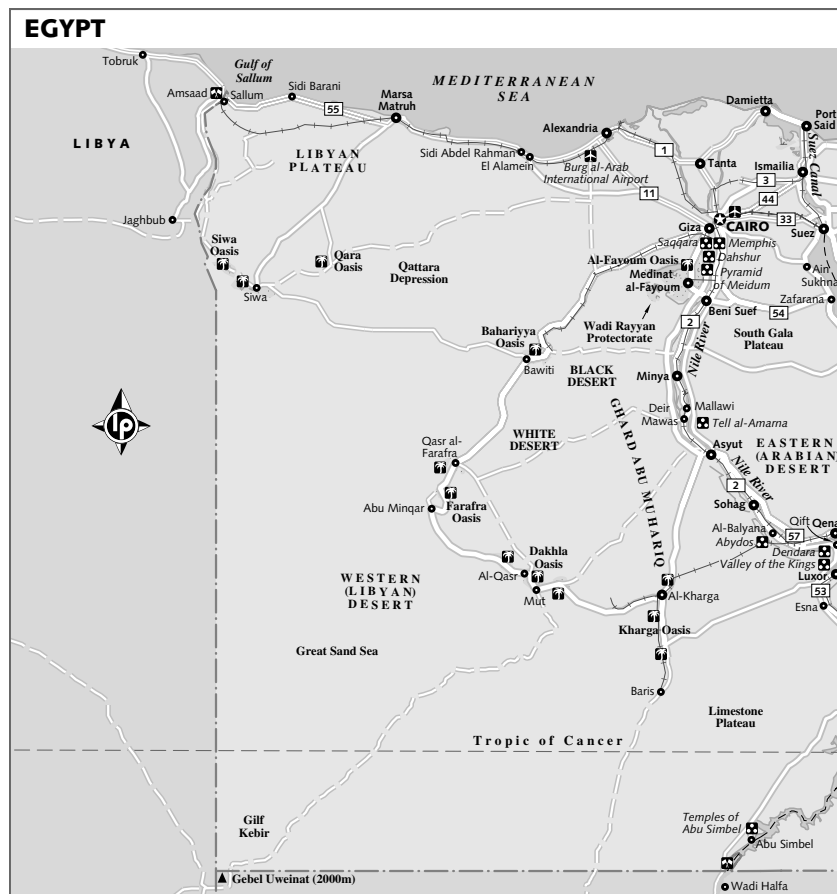 EGYPT
Tobruk
Gulf of
Sallum
MEDITERRANEAN
SEA
Amsaad
Sallum
Sidi Barani
55
Marsa
Matruh
Damietta
Port
Said
Alexandria
LIBYA
LIBYAN
PLATEAU
Sidi Abdel Rahman
El Alamein
Burg al-Arab
International Airport
1
Tanta
Ismailia
Suez Canal
3
44
11
33
Jaghbub
CAIRO
Giza
Suez
Siwa
Oasis
Qara
Oasis
Qattara
Depression
Saqqara
Memphis
Dahshur
Al-Fayoum Oasis
Medinat
al-Fayoum
Pyramid
of Meidum
Ain
Sukhna
Siwa
Zafarana
Beni Suef
54
Wadi Rayyan
Protectorate
2
Nile River
South Gala
Plateau
Bahariyya
Oasis
Bawiti
BLACK
DESERT
Minya
lp
GHARD ABU MUHARIQ
Deir
Mawas
Mallawi
Tell al-Amarna
WHITE
DESERT
Qasr al-
Farafra
Asyut
EASTERN
(ARABIAN)
DESERT
Nile River
2
Farafra
Oasis
Abu Minqar
Sohag
Qift
Qena
Al-Balyana
57
Abydos
Dendara
Valley of the Kings
Luxor
Dakhla
Oasis
Al-Qasr
Mut
WESTERN
(LIBYAN)
DESERT
53
Esna
Al-Kharga
Kharga Oasis
Great Sand Sea
Baris
Limestone
Plateau
Tropic of Cancer
Gilf
Kebir
Temples of
Abu Simbel
Abu Simbel
Gebel Uweinat (2000m)
Wadi Halfa